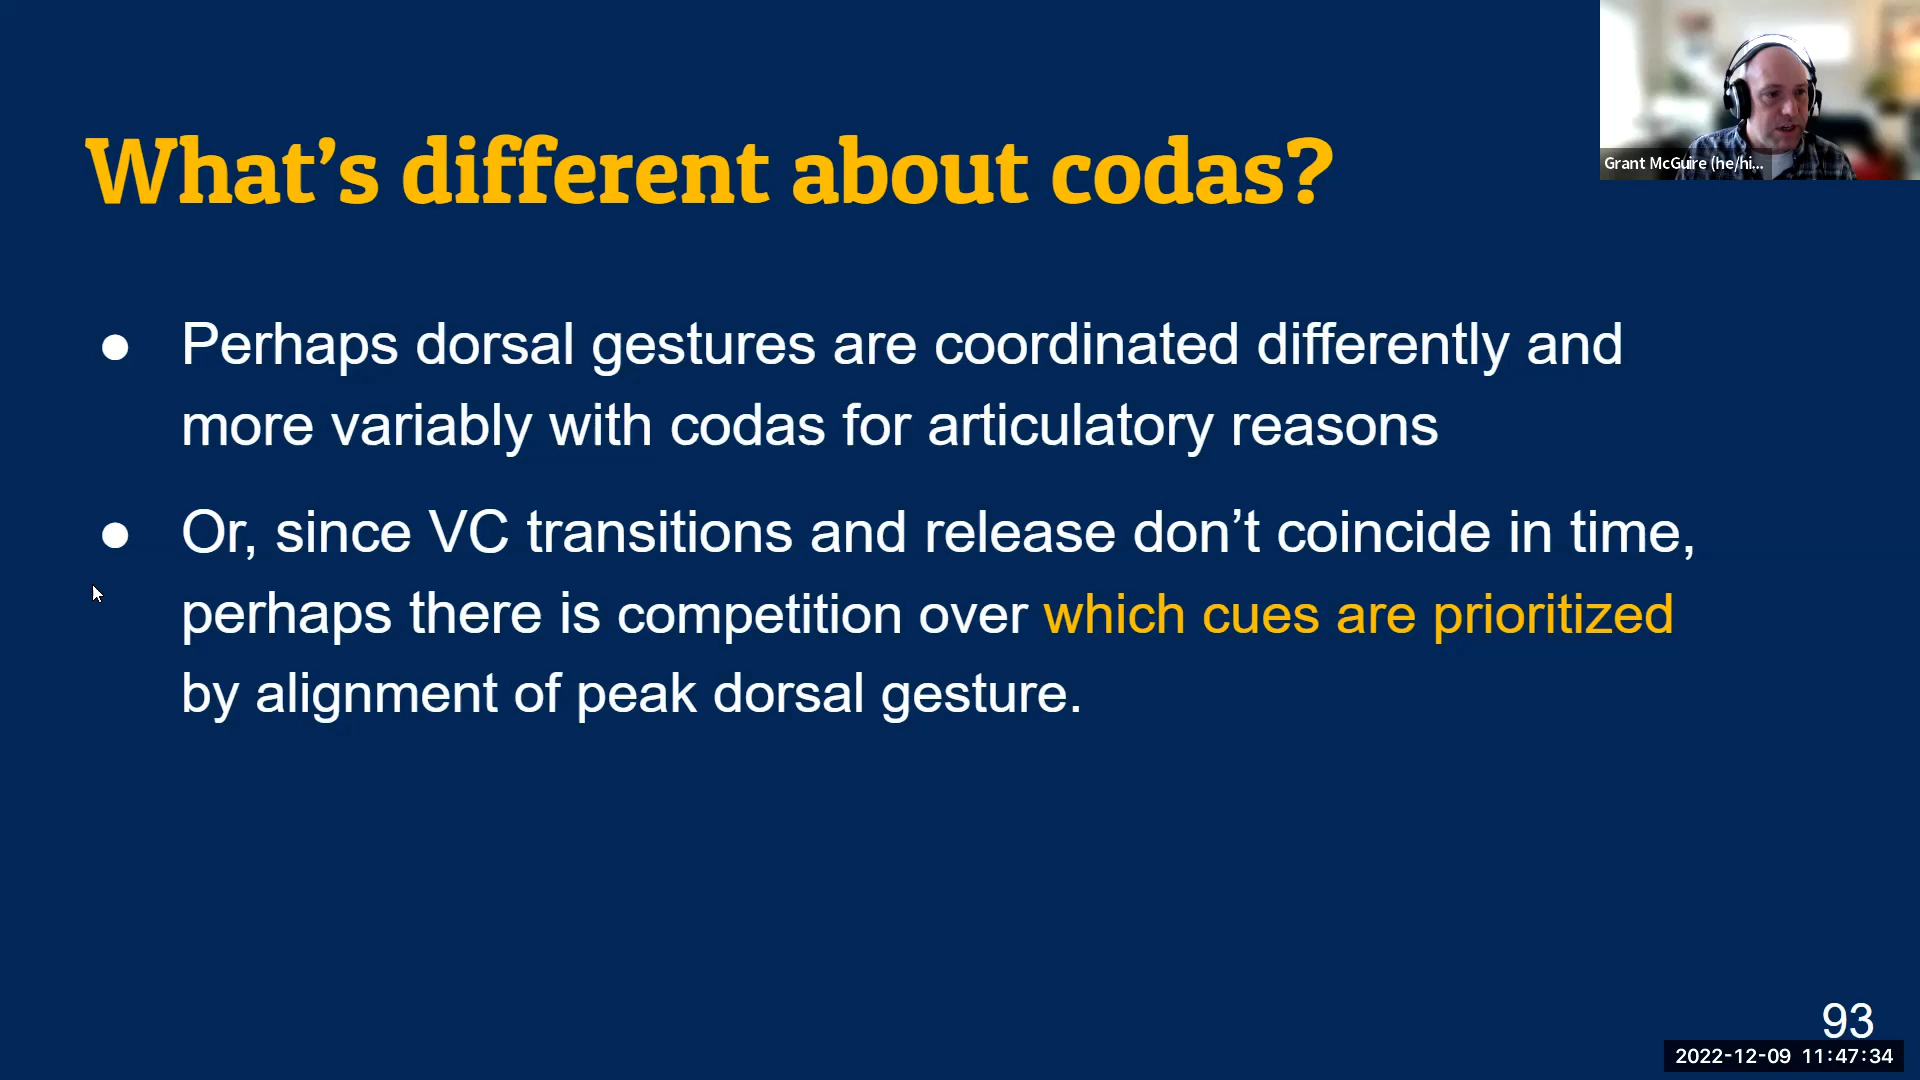 What's different about codas?
Grant McGuire (he/hi...
● Perhaps dorsal gestures are coordinated differently and
more variably with codas for articulatory reasons
● Or, since VC transitions and release don't coincide in time,
perhaps there is competition over which cues are prioritized
by alignment of peak dorsal gesture.
93
2022-12-09 11:47:34